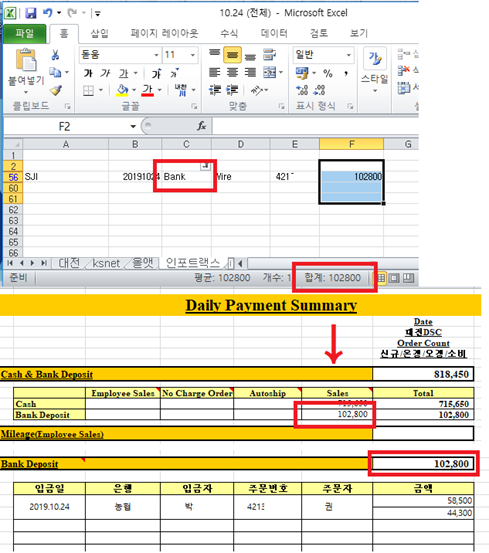 10.24 (전제) - Microsoft Excel
파일 홈 삽입 페이지 레이아웃 수식 데이터 검토 보기
돋움 11 일반
붙여넣기 가 가 가 스타일
클립보드 글꼴 맞춤 표시 형식
F2 fx
A B C D E F G
1
2
56 SJI 20191024 Bank Wire 421 102800
60
61
62
63
64
65
66
대전 ksnet 올앳 인포트랙스
준비 평균: 102800 개수: 1 합계: 102800
Daily Payment Summary
Date
대전DSC
Order Count
신규/온경/오경/소비
Cash & Bank Deposit 818,450
Employee Sales No Charge Order Autoship Sales Total
Cash 715,650 715,650
Bank Deposit 102,800 102,800
Mileage(Employee Sales)
Bank Deposit 102,800
입금일 은행 입금자 주문번호 주문자 금액
2019.10.24 농협 박 421 권 58,500
44,300